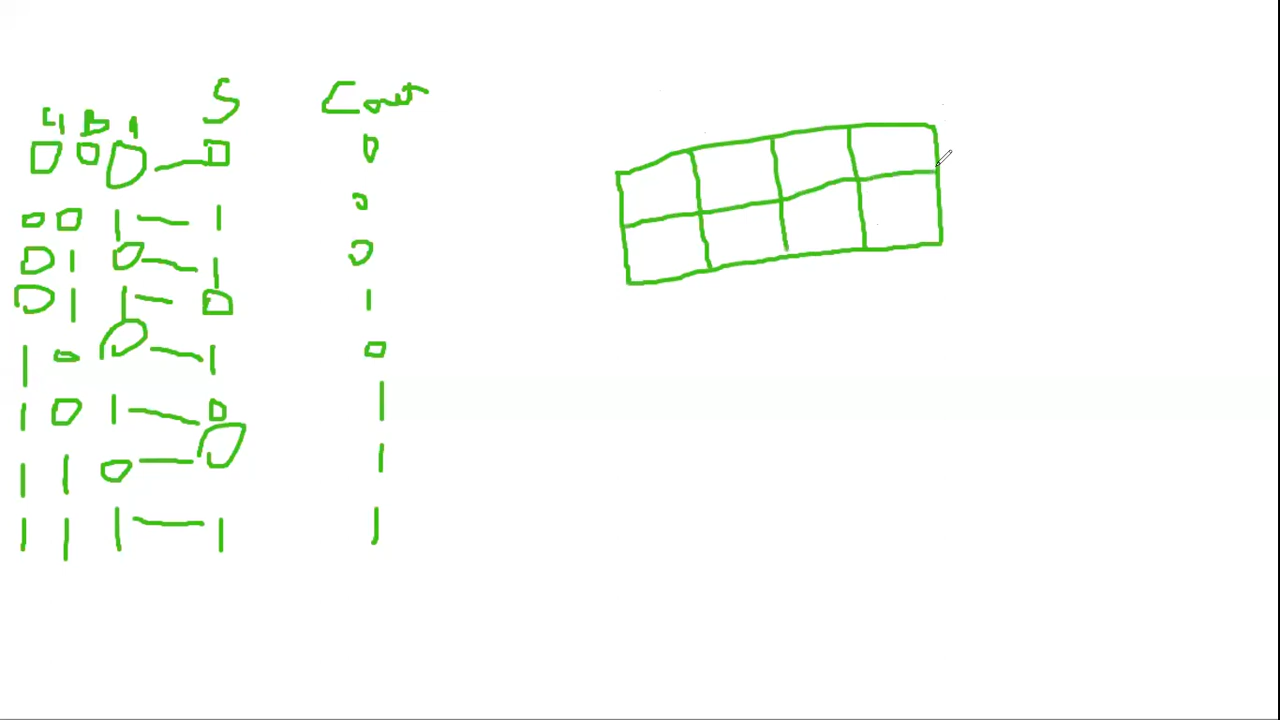 S Cout
0 0 0 — 0 0
0 0 1 — 1 0
0 1 0 — 1 0
0 1 1 — 0 1
1 0 0 — 1 0
1 0 1 — 0 1
1 1 0 — 0 1
1 1 1 — 1 1